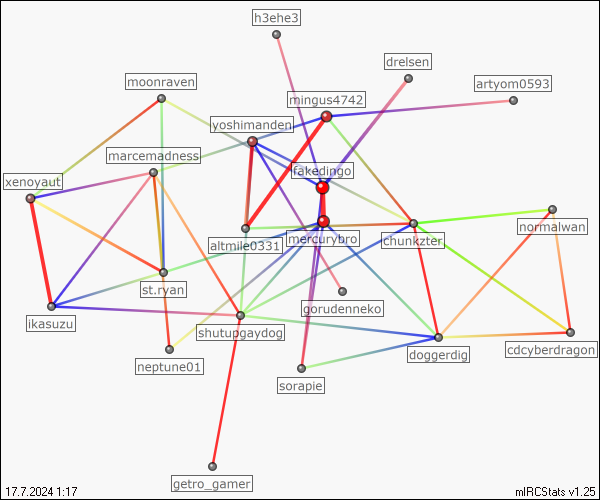 h3ehe3
drelsen
moonraven
artyom0593
mingus4742
yoshimanden
marcemadness
fakedingo
xenoyaut
normalwan
altmile0331
mercurybro
chunkzter
st.ryan
gorudenneko
ikasuzu
shutupgaydog
cdcyberdragon
doggerdig
neptune01
sorapie
getro_gamer
17.7.2024 1:17
mIRCStats v1.25